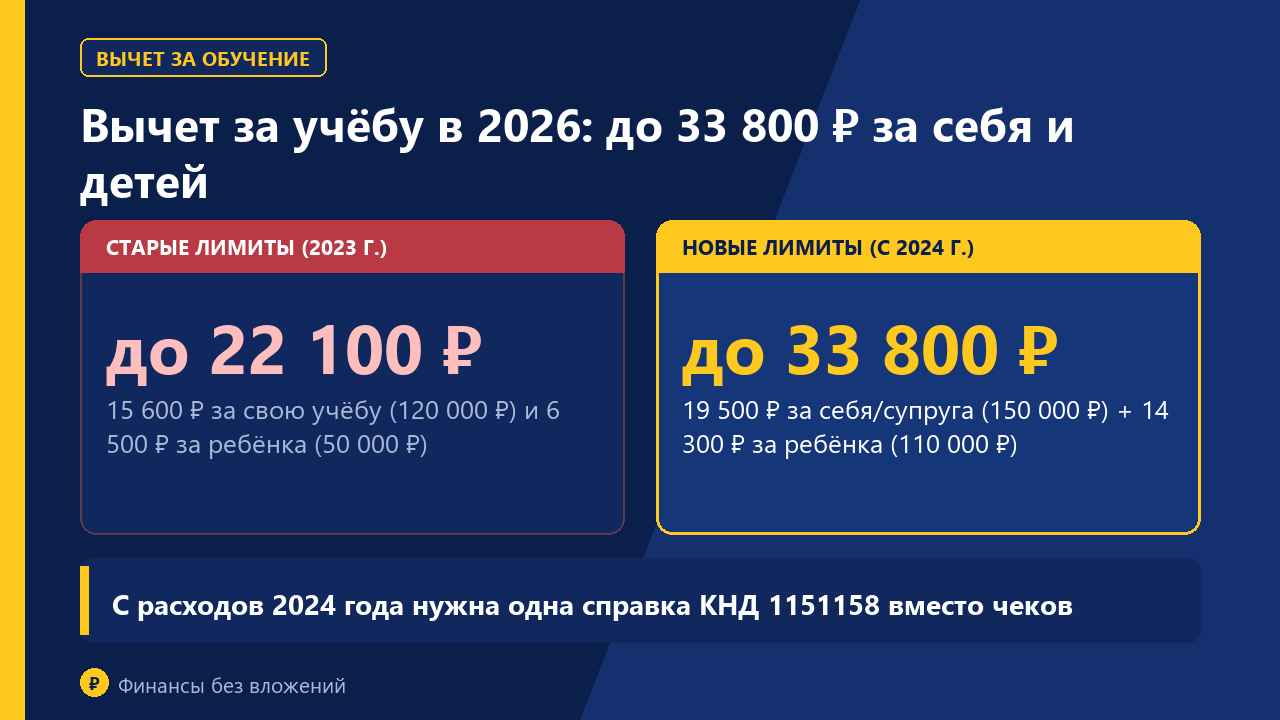 ВЫЧЕТ ЗА ОБУЧЕНИЕ
Вычет за учёбу в 2026: до 33 800 ₽ за себя и
детей
СТАРЫЕ ЛИМИТЫ (2023 Г.)
до 22 100 ₽
15 600 ₽ за свою учёбу (120 000 ₽) и 6
500 ₽ за ребёнка (50 000 ₽)
НОВЫЕ ЛИМИТЫ (С 2024 Г.)
до 33 800 ₽
19 500 ₽ за себя/супруга (150 000 ₽) + 14
300 ₽ за ребёнка (110 000 ₽)
С расходов 2024 года нужна одна справка КНД 1151158 вместо чеков
₽ Финансы без вложений